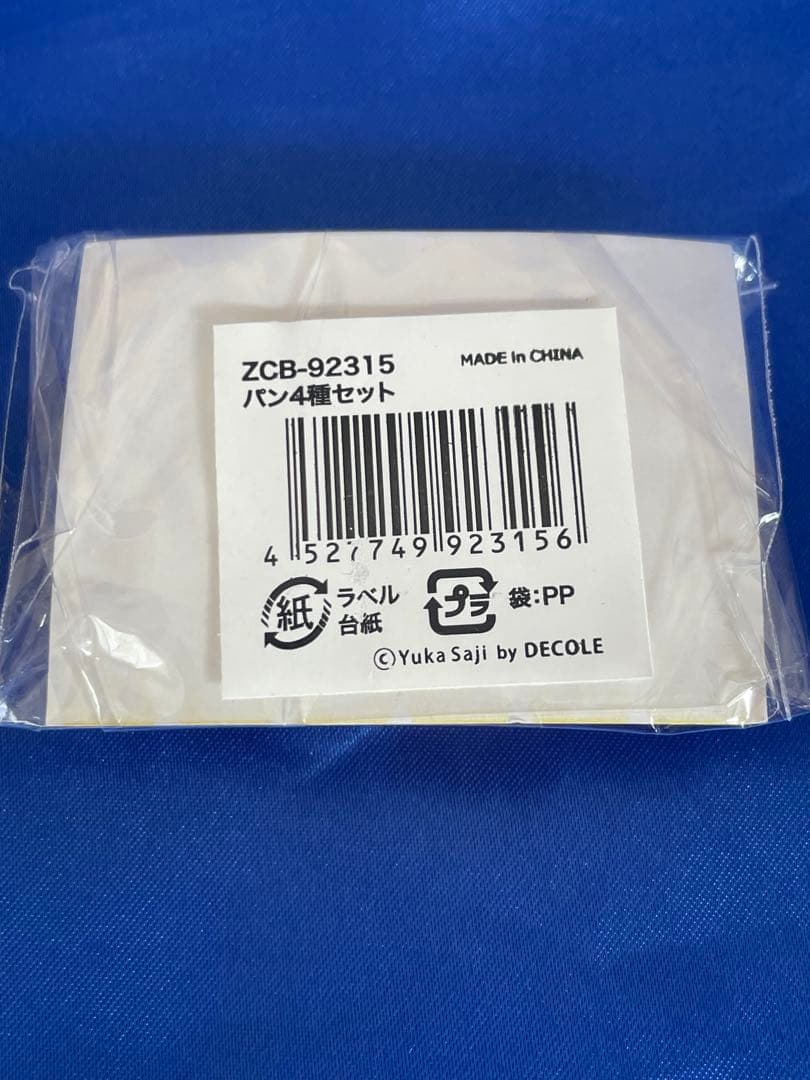 ZCB-92315
MADE in CHINA
パン4種セット
4 527749 923156
紙 ラベル 台紙
プラ 袋:PP
©Yuka Saji by DECOLE